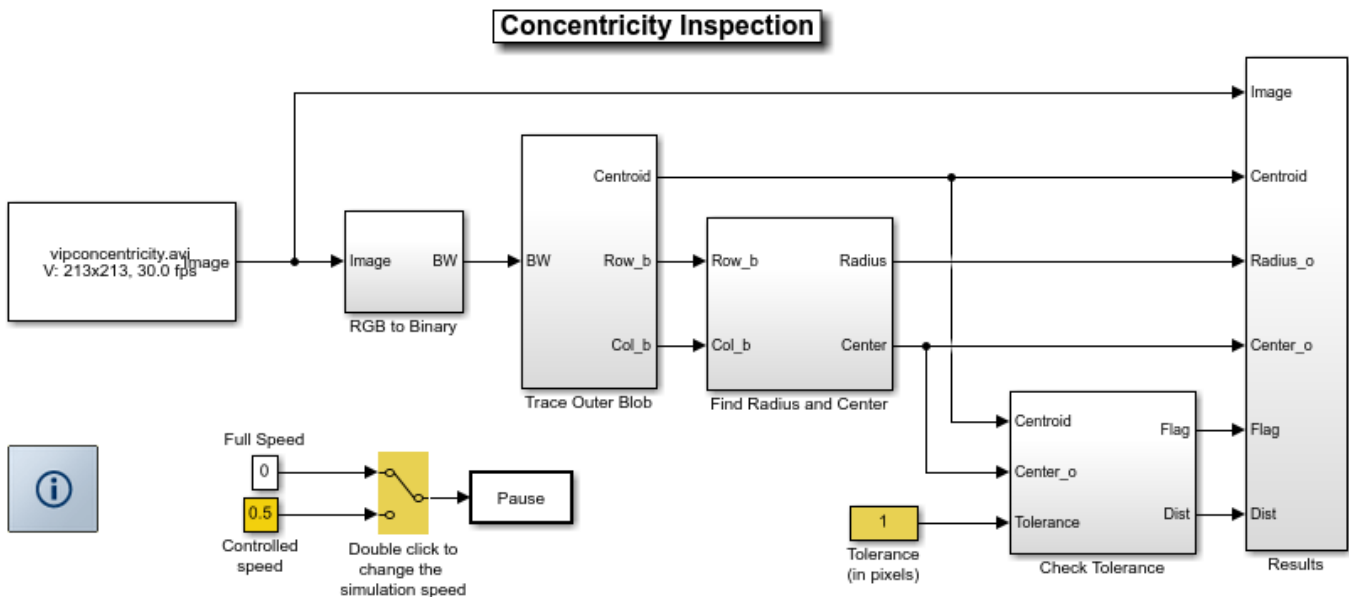 Concentricity Inspection
vipconcentricity.avi
V: 213x213, 30.0 fps
Image
Image
BW
RGB to Binary
BW
Centroid
Row_b
Col_b
Trace Outer Blob
Row_b
Col_b
Radius
Center
Find Radius and Center
Centroid
Center_o
Tolerance
Flag
Dist
Check Tolerance
Image
Centroid
Radius_o
Center_o
Flag
Dist
Results
Full Speed
0
0.5
Controlled
speed
Double click to
change the
simulation speed
Pause
1
Tolerance
(in pixels)
i